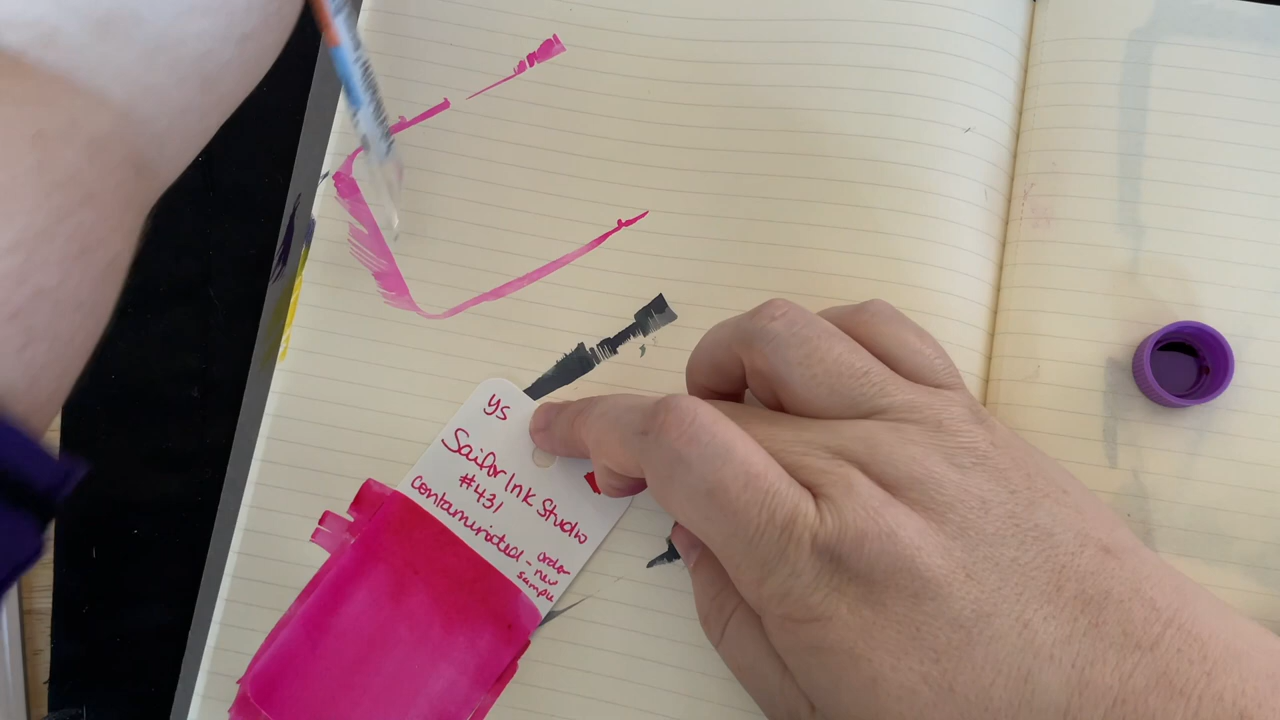 ys
Sailor Ink Studio
#431
contaminated - order
new
sample